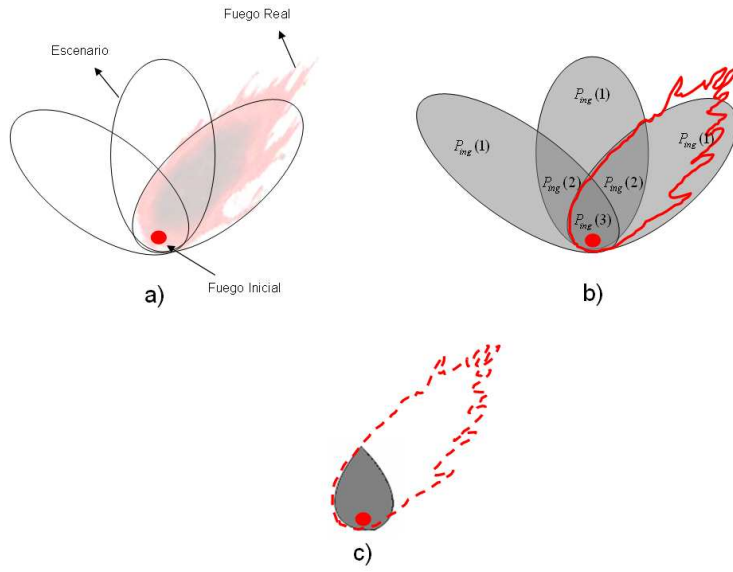 Fuego Real
Escenario
Fuego Inicial
a)
P_ing(1)
P_ing(1)
P_ing(1)
P_ing(2)
P_ing(2)
P_ing(3)
b)
c)